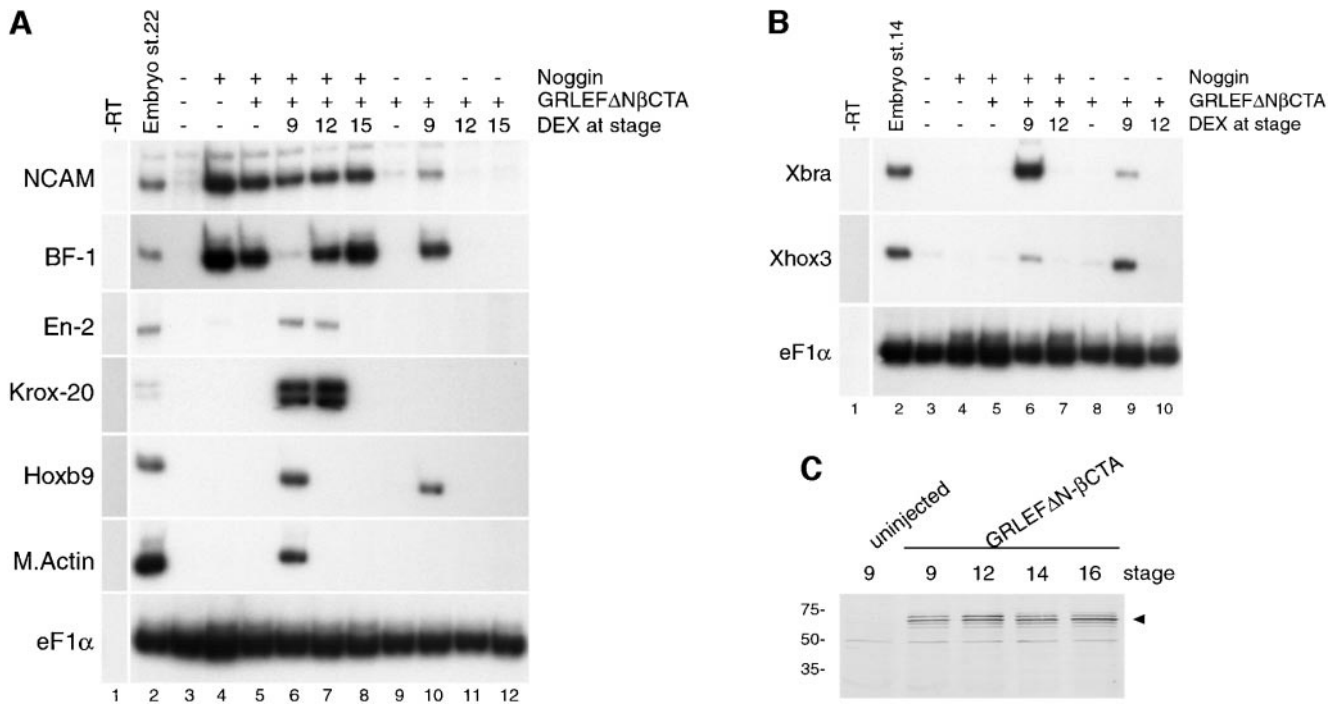 A
-RT
Embryo st.22
- + + + + + - - - - Noggin
- - + + + + + + + + GRLEFΔNβCTA
- - - 9 12 15 - 9 12 15 DEX at stage
NCAM
BF-1
En-2
Krox-20
Hoxb9
M.Actin
eF1α
1 2 3 4 5 6 7 8 9 10 11 12
B
Embryo st.14
- + + + + - - - Noggin
- - + + + + + + GRLEFΔNβCTA
- - - 9 12 - 9 12 DEX at stage
Xbra
Xhox3
eF1α
1 2 3 4 5 6 7 8 9 10
C
uninjected
GRLEFΔN-βCTA
9 9 12 14 16 stage
75-
50-
35-